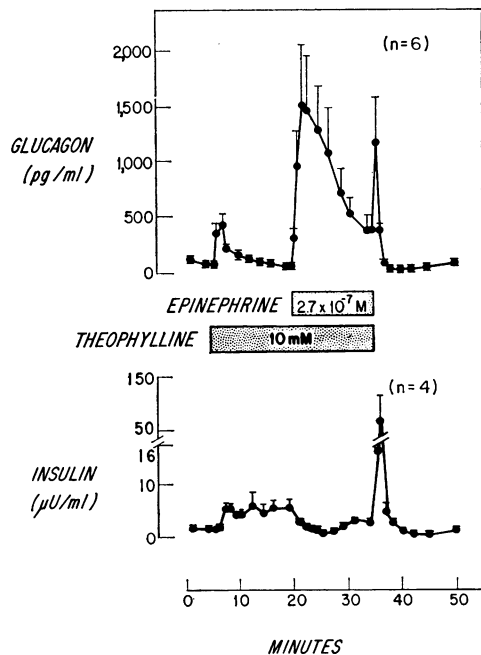 (n=6)
2,000
1,500
GLUCAGON
(pg/ml)
1,000
500
0
EPINEPHRINE 2.7 x 10⁻⁷ M
THEOPHYLLINE 10 mM
150
(n=4)
50
16
INSULIN
(µU/ml)
10
0
0 10 20 30 40 50
MINUTES